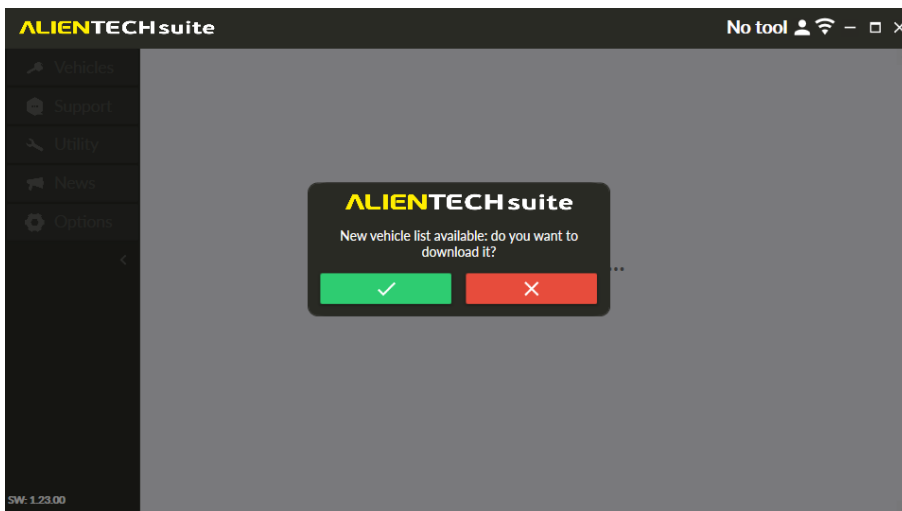 ALIENTECH suite
No tool
Vehicles
Support
Utility
News
Options
ALIENTECH suite
New vehicle list available: do you want to
download it?
...
SW: 1.23.00